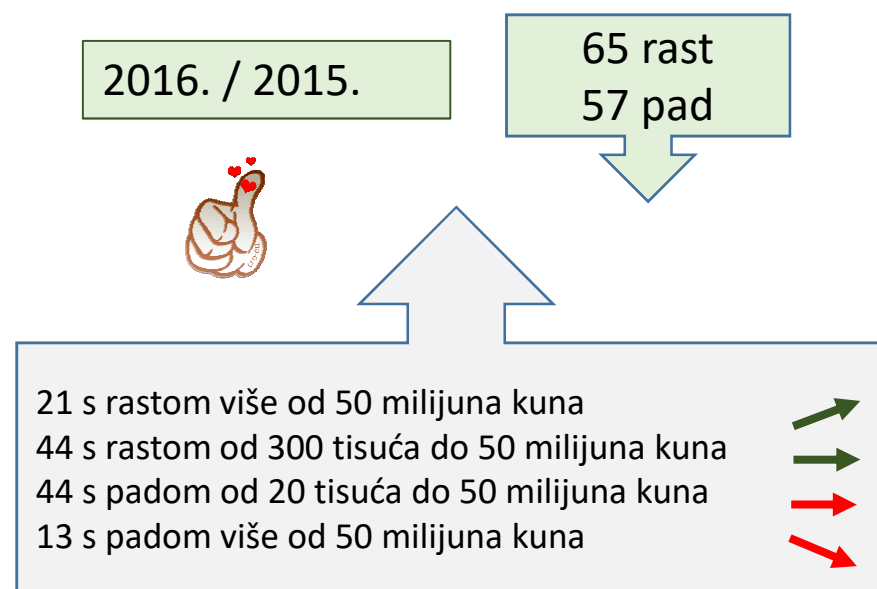 2016. / 2015.
65 rast
57 pad
21 s rastom više od 50 milijuna kuna
44 s rastom od 300 tisuća do 50 milijuna kuna
44 s padom od 20 tisuća do 50 milijuna kuna
13 s padom više od 50 milijuna kuna